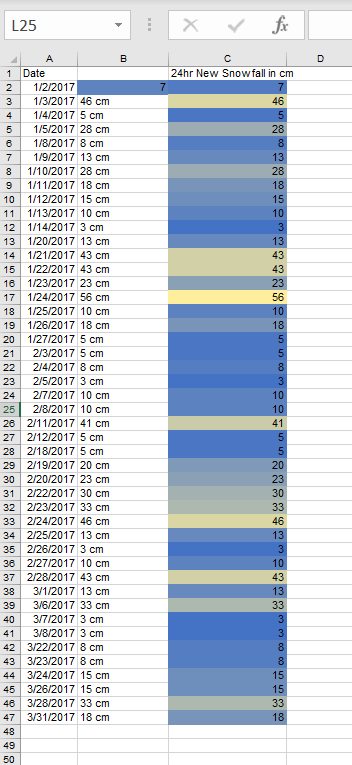 L25 fx
A B C D
1 Date 24hr New Snowfall in cm
2 1/2/2017 7 7
3 1/3/2017 46 cm 46
4 1/4/2017 5 cm 5
5 1/5/2017 28 cm 28
6 1/8/2017 8 cm 8
7 1/9/2017 13 cm 13
8 1/10/2017 28 cm 28
9 1/11/2017 18 cm 18
10 1/12/2017 15 cm 15
11 1/13/2017 10 cm 10
12 1/14/2017 3 cm 3
13 1/20/2017 13 cm 13
14 1/21/2017 43 cm 43
15 1/22/2017 43 cm 43
16 1/23/2017 23 cm 23
17 1/24/2017 56 cm 56
18 1/25/2017 10 cm 10
19 1/26/2017 18 cm 18
20 1/27/2017 5 cm 5
21 2/3/2017 5 cm 5
22 2/4/2017 8 cm 8
23 2/5/2017 3 cm 3
24 2/7/2017 10 cm 10
25 2/8/2017 10 cm 10
26 2/11/2017 41 cm 41
27 2/12/2017 5 cm 5
28 2/18/2017 5 cm 5
29 2/19/2017 20 cm 20
30 2/20/2017 23 cm 23
31 2/22/2017 30 cm 30
32 2/23/2017 33 cm 33
33 2/24/2017 46 cm 46
34 2/25/2017 13 cm 13
35 2/26/2017 3 cm 3
36 2/27/2017 10 cm 10
37 2/28/2017 43 cm 43
38 3/1/2017 13 cm 13
39 3/6/2017 33 cm 33
40 3/7/2017 3 cm 3
41 3/8/2017 3 cm 3
42 3/22/2017 8 cm 8
43 3/23/2017 8 cm 8
44 3/24/2017 15 cm 15
45 3/26/2017 15 cm 15
46 3/28/2017 33 cm 33
47 3/31/2017 18 cm 18
48
49
50